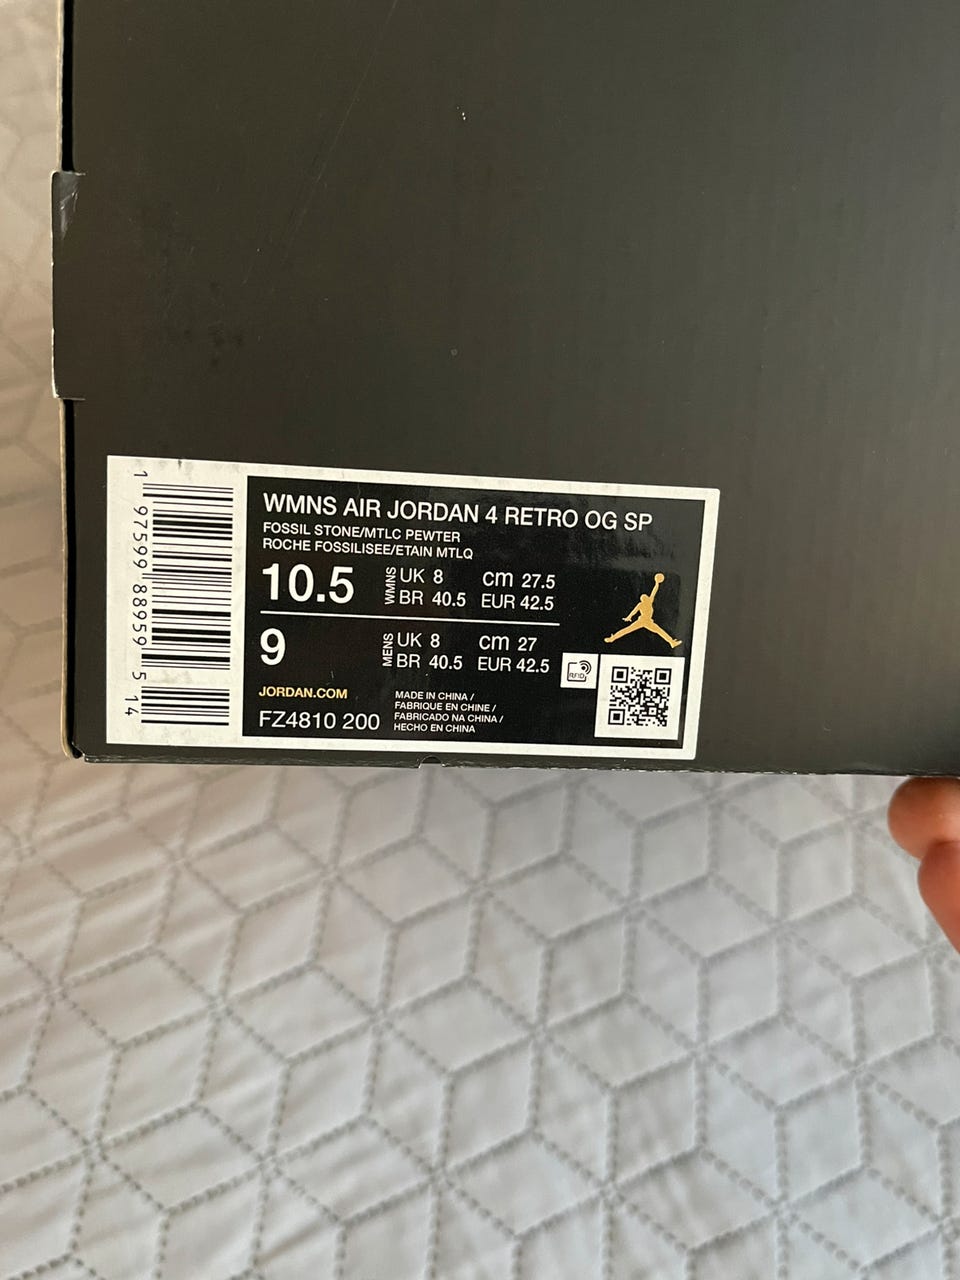 WMNS AIR JORDAN 4 RETRO OG SP
FOSSIL STONE/MTLC PEWTER
ROCHE FOSSILISEE/ETAIN MTLQ
10.5 WMNS UK 8 cm 27.5
BR 40.5 EUR 42.5
9 MENS UK 8 cm 27
BR 40.5 EUR 42.5
RFID
JORDAN.COM
FZ4810 200
MADE IN CHINA /
FABRIQUE EN CHINE /
FABRICADO NA CHINA /
HECHO EN CHINA
1 97599 88959 5 14